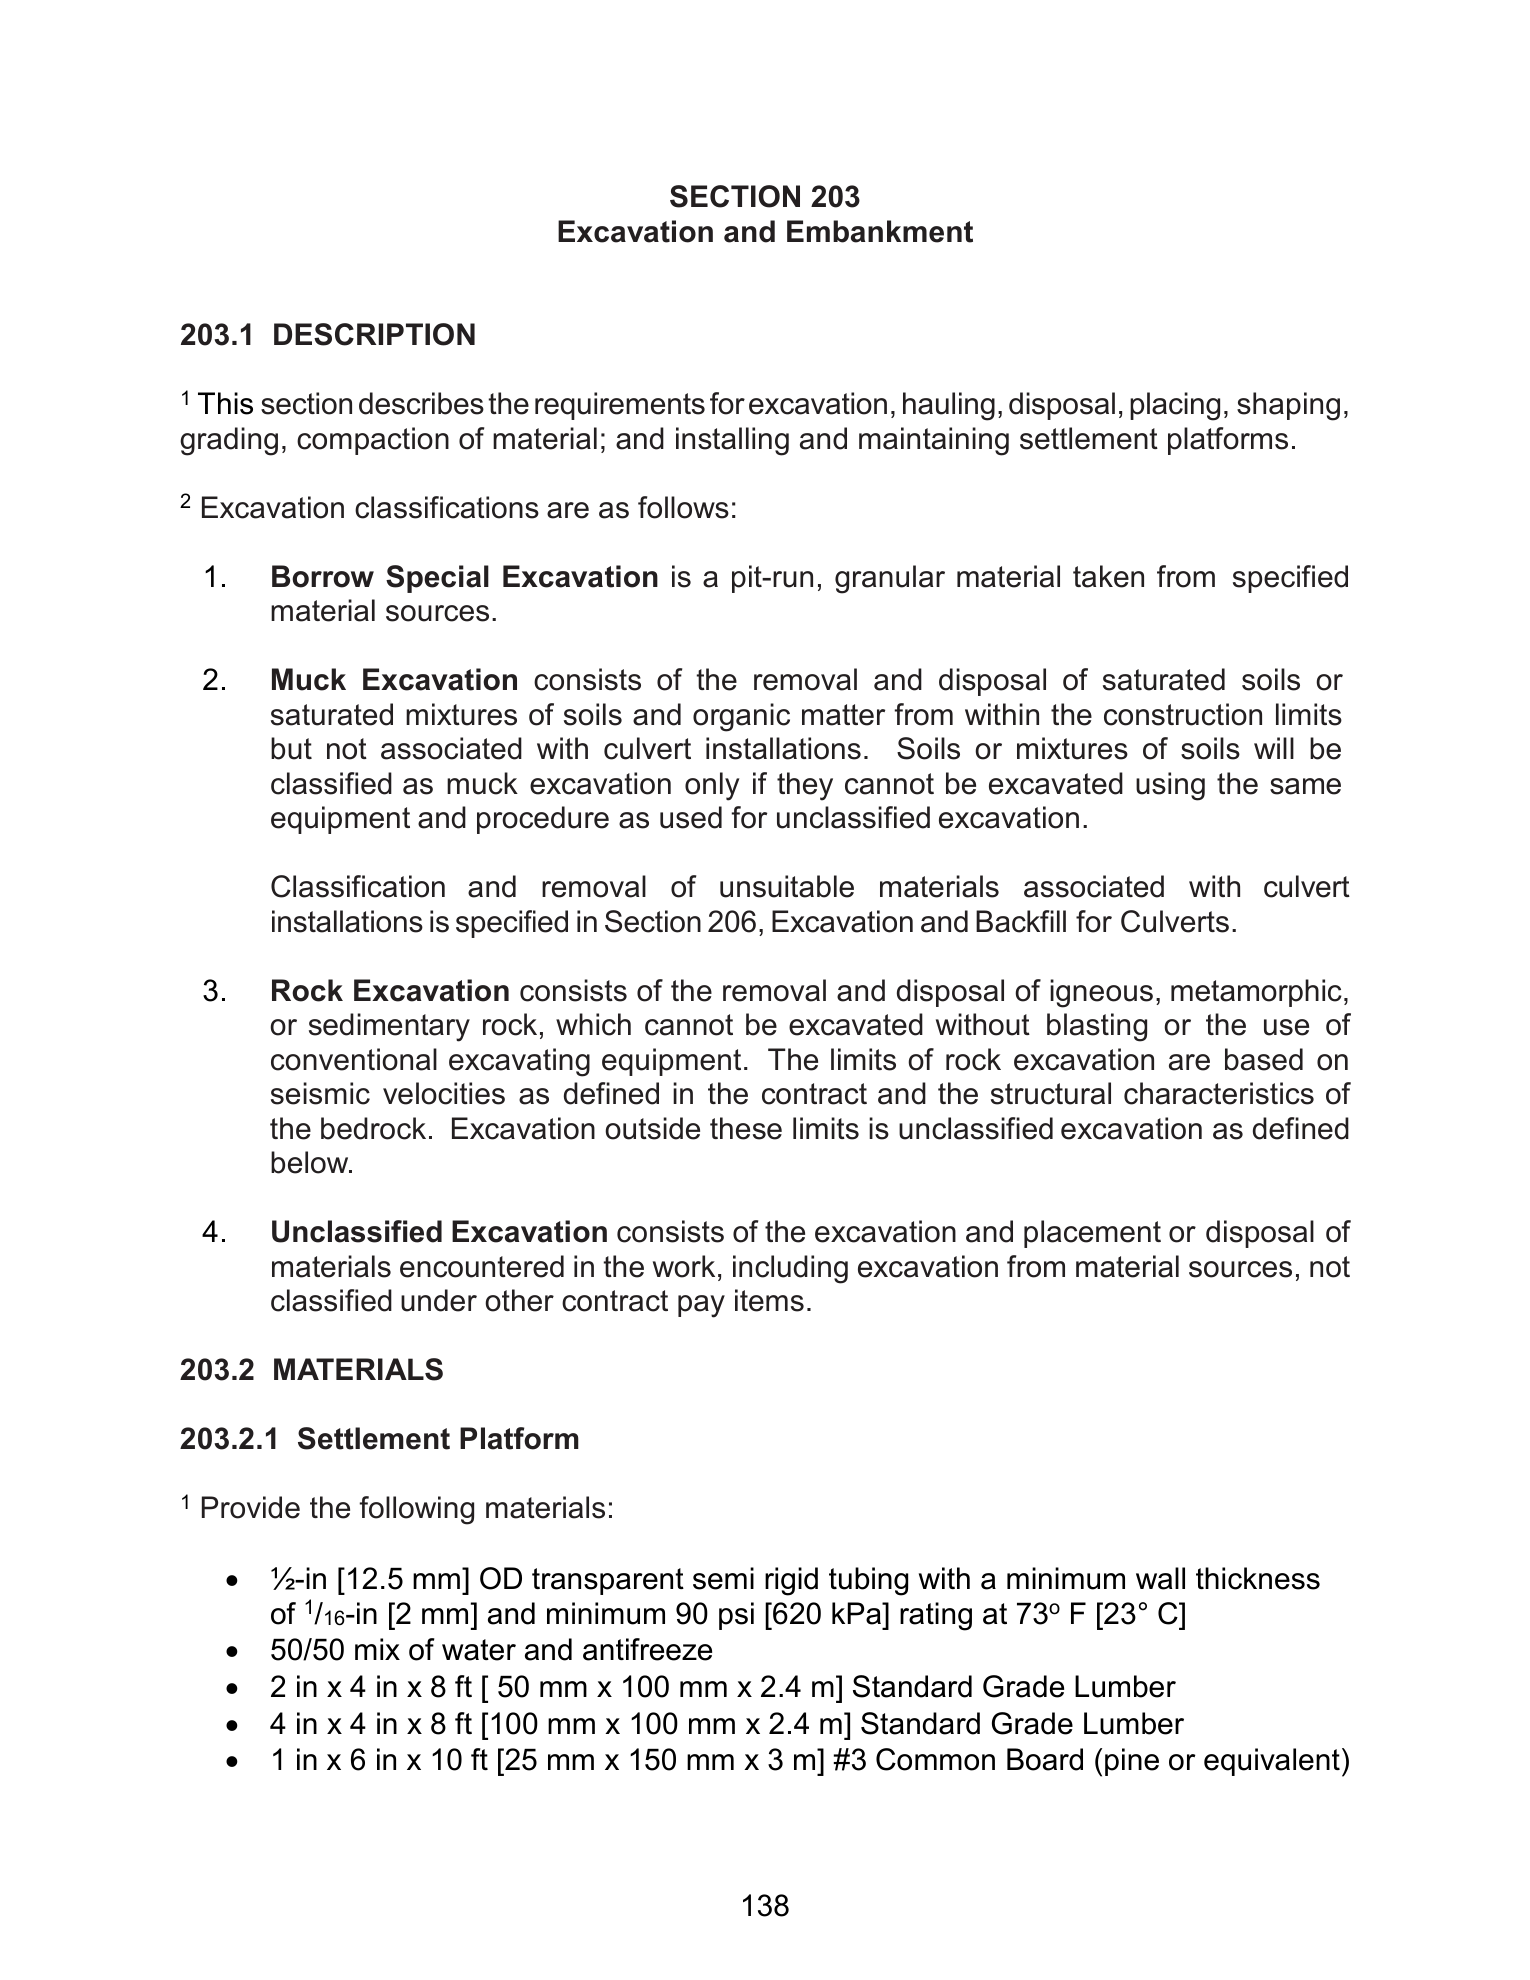 SECTION 203
Excavation and Embankment
203.1 DESCRIPTION
¹ This section describes the requirements for excavation, hauling, disposal, placing, shaping,
grading, compaction of material; and installing and maintaining settlement platforms.
² Excavation classifications are as follows:
1. Borrow Special Excavation is a pit-run, granular material taken from specified
material sources.
2. Muck Excavation consists of the removal and disposal of saturated soils or
saturated mixtures of soils and organic matter from within the construction limits
but not associated with culvert installations. Soils or mixtures of soils will be
classified as muck excavation only if they cannot be excavated using the same
equipment and procedure as used for unclassified excavation.
Classification and removal of unsuitable materials associated with culvert
installations is specified in Section 206, Excavation and Backfill for Culverts.
3. Rock Excavation consists of the removal and disposal of igneous, metamorphic,
or sedimentary rock, which cannot be excavated without blasting or the use of
conventional excavating equipment. The limits of rock excavation are based on
seismic velocities as defined in the contract and the structural characteristics of
the bedrock. Excavation outside these limits is unclassified excavation as defined
below.
4. Unclassified Excavation consists of the excavation and placement or disposal of
materials encountered in the work, including excavation from material sources, not
classified under other contract pay items.
203.2 MATERIALS
203.2.1 Settlement Platform
¹ Provide the following materials:
• ½-in [12.5 mm] OD transparent semi rigid tubing with a minimum wall thickness
of ¹/₁₆-in [2 mm] and minimum 90 psi [620 kPa] rating at 73º F [23° C]
• 50/50 mix of water and antifreeze
• 2 in x 4 in x 8 ft [ 50 mm x 100 mm x 2.4 m] Standard Grade Lumber
• 4 in x 4 in x 8 ft [100 mm x 100 mm x 2.4 m] Standard Grade Lumber
• 1 in x 6 in x 10 ft [25 mm x 150 mm x 3 m] #3 Common Board (pine or equivalent)
138